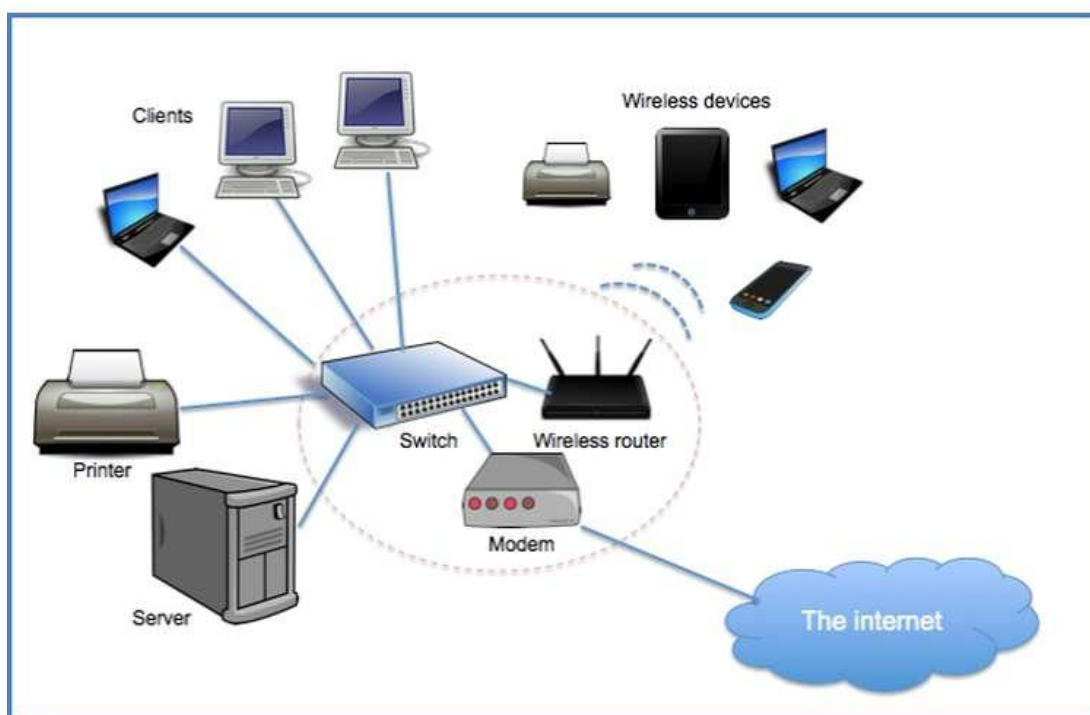 Clients
Wireless devices
Switch
Wireless router
Printer
Modem
Server
The internet